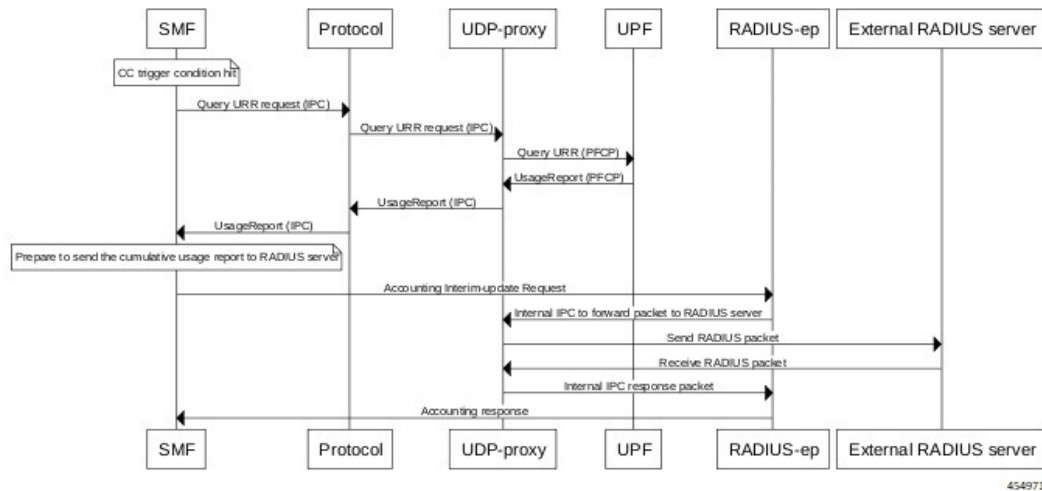 SMF
Protocol
UDP-proxy
UPF
RADIUS-ep
External RADIUS server
CC trigger condition hit
Query URR request (IPC)
Query URR request (IPC)
Query URR (PFCP)
UsageReport (PFCP)
UsageReport (IPC)
UsageReport (IPC)
Prepare to send the cumulative usage report to RADIUS server
Accounting Interim-update Request
Internal IPC to forward packet to RADIUS server
Send RADIUS packet
Receive RADIUS packet
Internal IPC response packet
Accounting response
SMF
Protocol
UDP-proxy
UPF
RADIUS-ep
External RADIUS server
454971